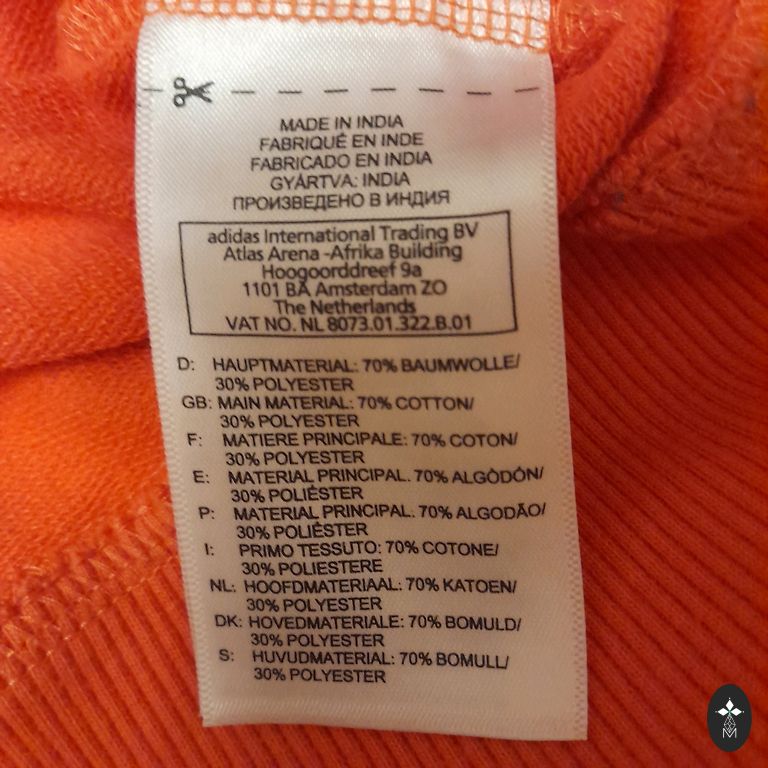 MADE IN INDIA
FABRIQUÉ EN INDE
FABRICADO EN INDIA
GYÁRTVA: INDIA
ПРОИЗВЕДЕНО В ИНДИЯ
adidas International Trading BV
Atlas Arena -Afrika Building
Hoogoorddreef 9a
1101 BA Amsterdam ZO
The Netherlands
VAT NO. NL 8073.01.322.B.01
D: HAUPTMATERIAL: 70% BAUMWOLLE/
30% POLYESTER
GB: MAIN MATERIAL: 70% COTTON/
30% POLYESTER
F: MATIERE PRINCIPALE: 70% COTON/
30% POLYESTER
E: MATERIAL PRINCIPAL. 70% ALGÒDÓN/
30% POLIÉSTER
P: MATERIAL PRINCIPAL. 70% ALGODÃO/
30% POLIÉSTER
I: PRIMO TESSUTO: 70% COTONE/
30% POLIESTERE
NL: HOOFDMATERIAAL: 70% KATOEN/
30% POLYESTER
DK: HOVEDMATERIALE: 70% BOMULD/
30% POLYESTER
S: HUVUDMATERIAL: 70% BOMULL/
30% POLYESTER
M